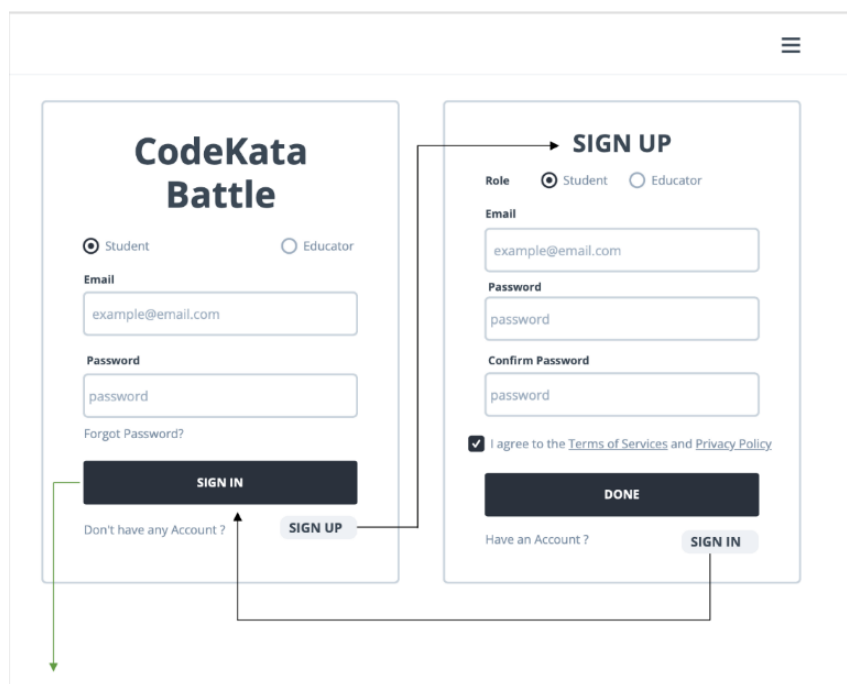 CodeKata
Battle
Student
Educator
Email
example@email.com
Password
password
Forgot Password?
SIGN IN
Don't have any Account ?
SIGN UP
SIGN UP
Role
Student
Educator
Email
example@email.com
Password
password
Confirm Password
password
I agree to the Terms of Services and Privacy Policy
DONE
Have an Account ?
SIGN IN